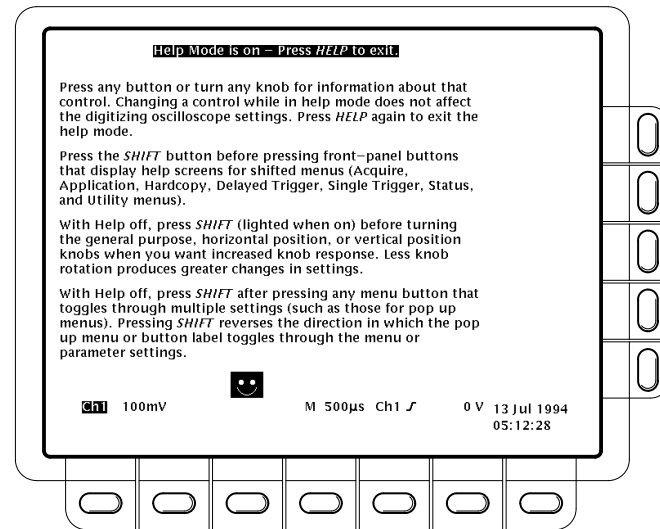 Help Mode is on – Press HELP to exit.
Press any button or turn any knob for information about that
control. Changing a control while in help mode does not affect
the digitizing oscilloscope settings. Press HELP again to exit the
help mode.
Press the SHIFT button before pressing front–panel buttons
that display help screens for shifted menus (Acquire,
Application, Hardcopy, Delayed Trigger, Single Trigger, Status,
and Utility menus).
With Help off, press SHIFT (lighted when on) before turning
the general purpose, horizontal position, or vertical position
knobs when you want increased knob response. Less knob
rotation produces greater changes in settings.
With Help off, press SHIFT after pressing any menu button that
toggles through multiple settings (such as those for pop up
menus). Pressing SHIFT reverses the direction in which the pop
up menu or button label toggles through the menu or
parameter settings.
Ch1 100mV M 500µs Ch1 0 V 13 Jul 1994
05:12:28